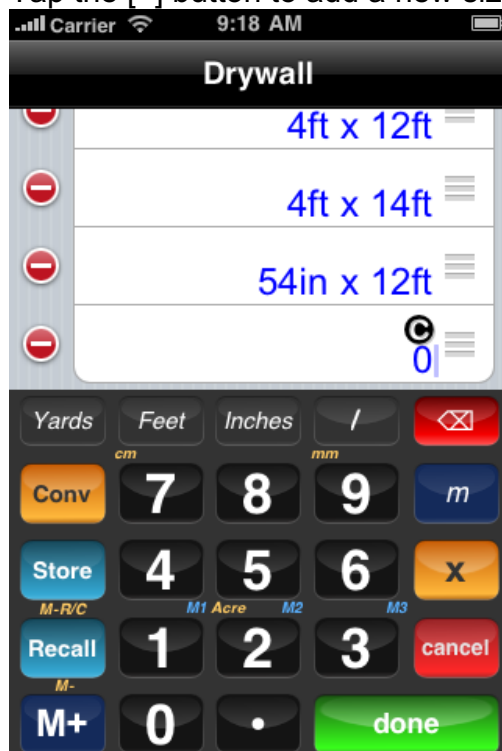 Carrier 9:18 AM
Drywall
4ft x 12ft
4ft x 14ft
54in x 12ft
C
0
Yards Feet Inches /
cm mm
Conv 7 8 9 m
Store 4 5 6 x
M-R/C M1 Acre M2 M3
Recall 1 2 3 cancel
M-
M+ 0 . done